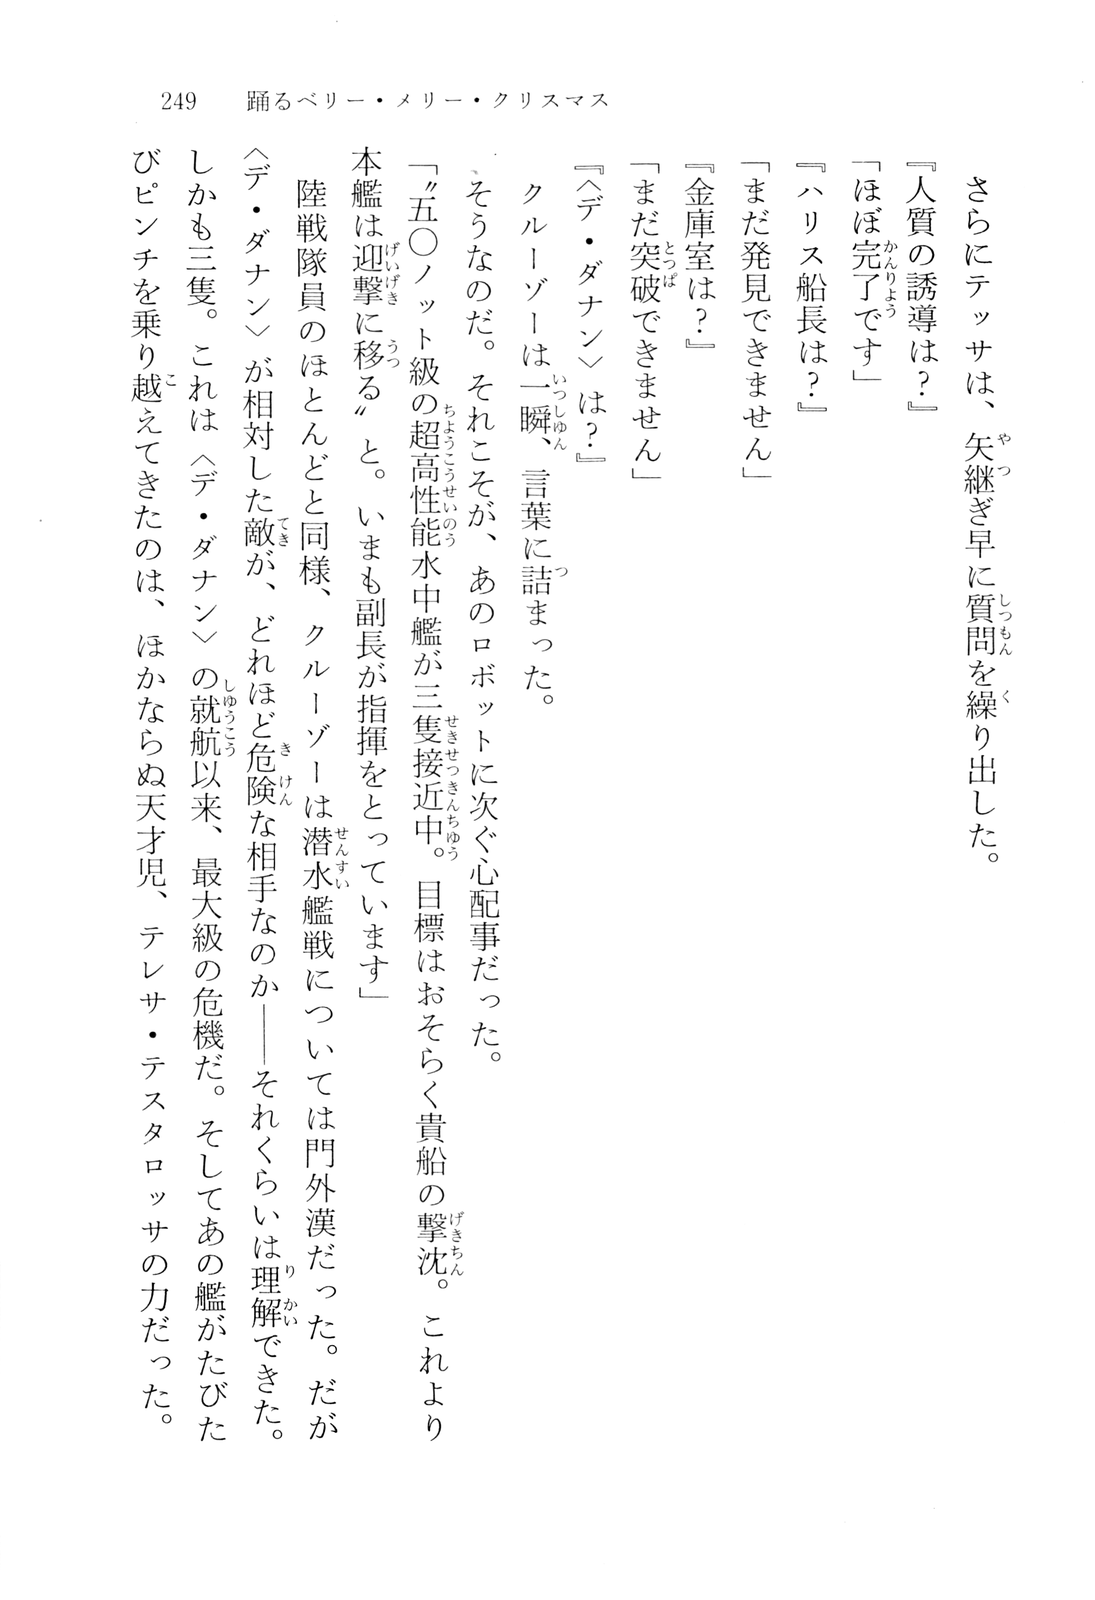 249　踊るベリー・メリー・クリスマス
さらにテッサは、矢継ぎ早に質問を繰り出した。
『人質の誘導は？』
「ほぼ完了です」
『ハリス船長は？』
「まだ発見できません」
『金庫室は？』
「まだ突破できません」
『〈デ・ダナン〉は？』
クルーゾーは一瞬、言葉に詰まった。
そうなのだ。それこそが、あのロボットに次ぐ心配事だった。
「〝五〇ノット級の超高性能水中艦が三隻接近中。目標はおそらく貴船の撃沈。これより
本艦は迎撃に移る〟と。いまも副長が指揮をとっています」
陸戦隊員のほとんどと同様、クルーゾーは潜水艦戦については門外漢だった。だが
〈デ・ダナン〉が相対した敵が、どれほど危険な相手なのか――それくらいは理解できた。
しかも三隻。これは〈デ・ダナン〉の就航以来、最大級の危機だ。そしてあの艦がたびた
びピンチを乗り越えてきたのは、ほかならぬ天才児、テレサ・テスタロッサの力だった。